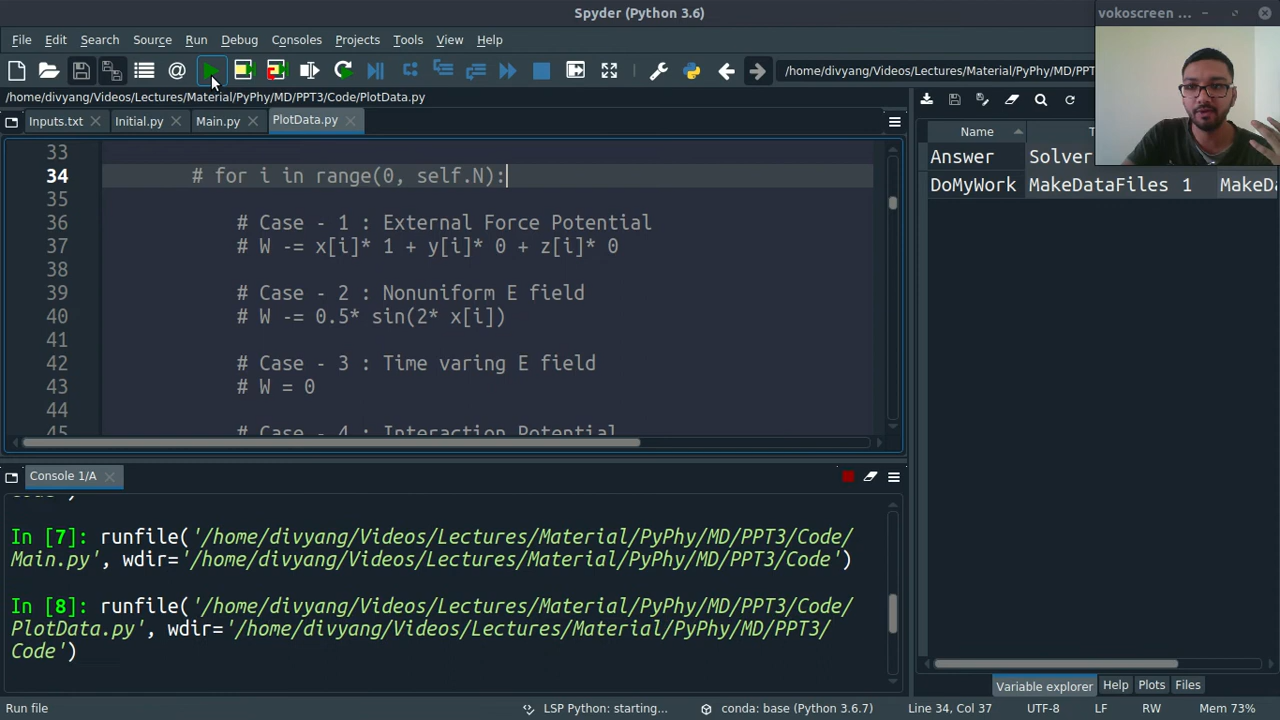 Spyder (Python 3.6)
vokoscreen ...
File Edit Search Source Run Debug Consoles Projects Tools View Help
/home/divyang/Videos/Lectures/Material/PyPhy/MD/PPT
/home/divyang/Videos/Lectures/Material/PyPhy/MD/PPT3/Code/PlotData.py
Inputs.txt Initial.py Main.py PlotData.py
33
34 # for i in range(0, self.N):
35
36 # Case - 1 : External Force Potential
37 # W -= x[i]* 1 + y[i]* 0 + z[i]* 0
38
39 # Case - 2 : Nonuniform E field
40 # W -= 0.5* sin(2* x[i])
41
42 # Case - 3 : Time varing E field
43 # W = 0
44
45 # Case - 4 : Interaction Potential
Name T
Answer Solver
DoMyWork MakeDataFiles 1 MakeDa
Console 1/A
Code')
In [7]: runfile('/home/divyang/Videos/Lectures/Material/PyPhy/MD/PPT3/Code/
Main.py', wdir='/home/divyang/Videos/Lectures/Material/PyPhy/MD/PPT3/Code')
In [8]: runfile('/home/divyang/Videos/Lectures/Material/PyPhy/MD/PPT3/Code/
PlotData.py', wdir='/home/divyang/Videos/Lectures/Material/PyPhy/MD/PPT3/
Code')
Variable explorer Help Plots Files
Run file LSP Python: starting... conda: base (Python 3.6.7) Line 34, Col 37 UTF-8 LF RW Mem 73%